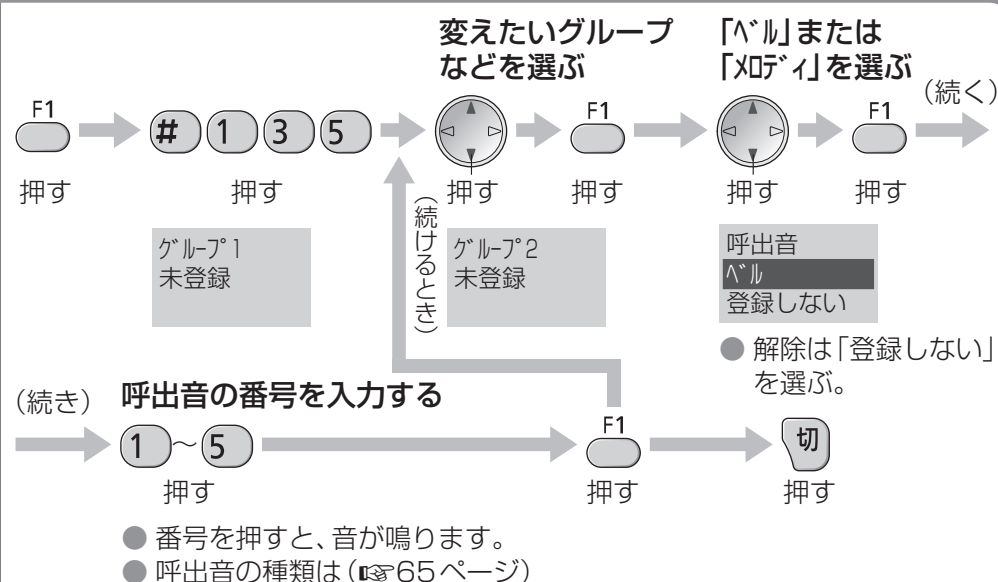 変えたいグループ
などを選ぶ
「ﾍﾞﾙ」または
「ﾒﾛﾃﾞｨ」を選ぶ
(続く)
F1
# 1 3 5
F1
F1
押す
押す
押す
押す
押す
押す
ｸﾞﾙｰﾌﾟ1
未登録
(続けるとき)
ｸﾞﾙｰﾌﾟ2
未登録
呼出音
ﾍﾞﾙ
登録しない
● 解除は「登録しない」
を選ぶ。
(続き)
呼出音の番号を入力する
1～5
F1
切
押す
押す
押す
● 番号を押すと、音が鳴ります。
● 呼出音の種類は(☞65ページ)